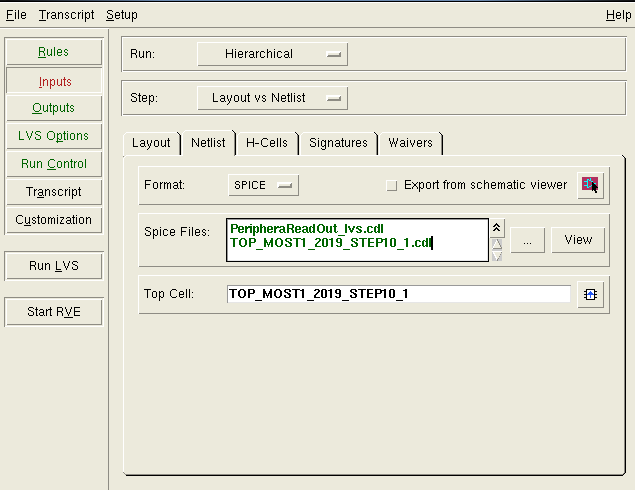 File Transcript Setup Help
Rules
Inputs
Outputs
LVS Options
Run Control
Transcript
Customization
Run LVS
Start RVE
Run: Hierarchical
Step: Layout vs Netlist
Layout Netlist H-Cells Signatures Waivers
Format: SPICE Export from schematic viewer
Spice Files: PeripheraReadOut_lvs.cdl
TOP_MOST1_2019_STEP10_1.cdl
... View
Top Cell: TOP_MOST1_2019_STEP10_1